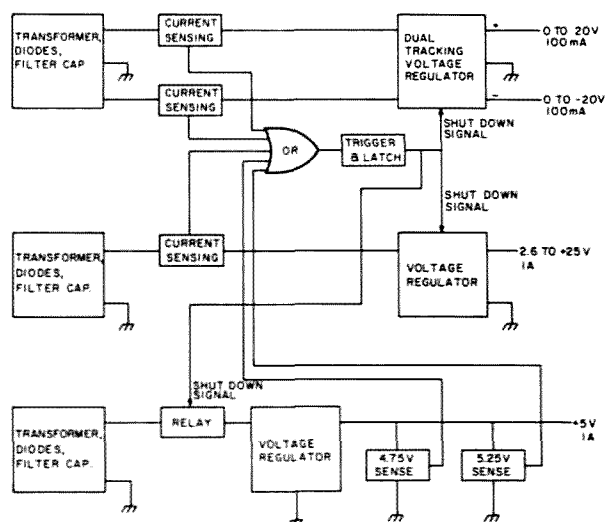 TRANSFORMER,
DIODES,
FILTER CAP.
CURRENT
SENSING
DUAL
TRACKING
VOLTAGE
REGULATOR
+
0 TO 20V
100mA
CURRENT
SENSING
–
0 TO -20V
100mA
SHUT DOWN
SIGNAL
OR
TRIGGER
& LATCH
SHUT DOWN
SIGNAL
TRANSFORMER,
DIODES,
FILTER CAP.
CURRENT
SENSING
VOLTAGE
REGULATOR
2.6 TO +25V
1A
SHUT DOWN
SIGNAL
TRANSFORMER,
DIODES,
FILTER CAP.
RELAY
VOLTAGE
REGULATOR
4.75V
SENSE
5.25V
SENSE
+5V
1A